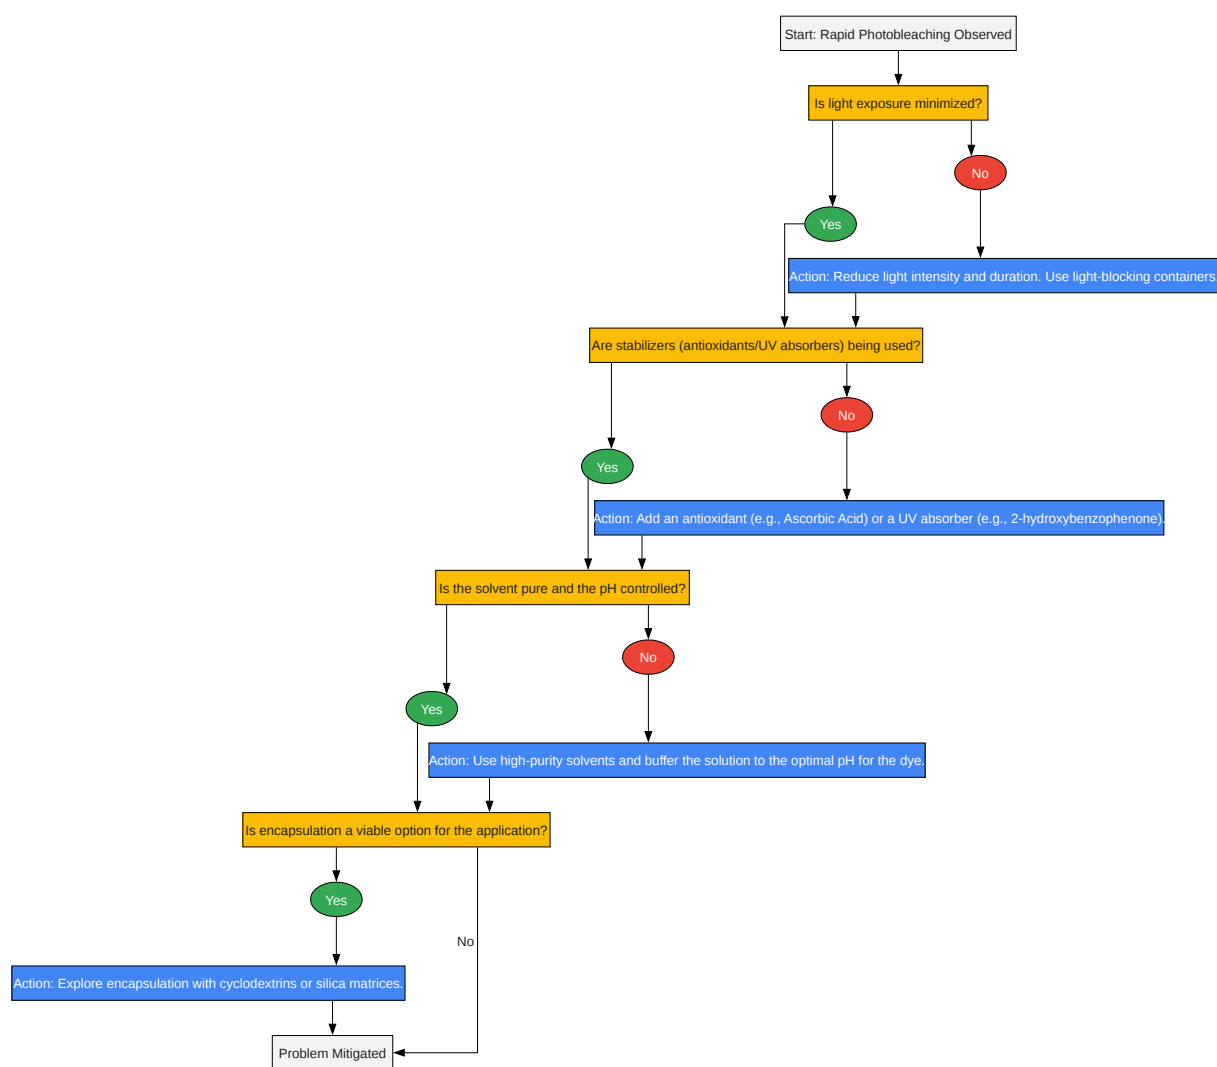 Start: Rapid Photobleaching Observed
Is light exposure minimized?
No
Yes
Action: Reduce light intensity and duration. Use light-blocking containers
Are stabilizers (antioxidants/UV absorbers) being used?
No
Yes
Action: Add an antioxidant (e.g., Ascorbic Acid) or a UV absorber (e.g., 2-hydroxybenzophenone).
Is the solvent pure and the pH controlled?
No
Yes
Action: Use high-purity solvents and buffer the solution to the optimal pH for the dye.
Is encapsulation a viable option for the application?
Yes
No
Action: Explore encapsulation with cyclodextrins or silica matrices.
Problem Mitigated